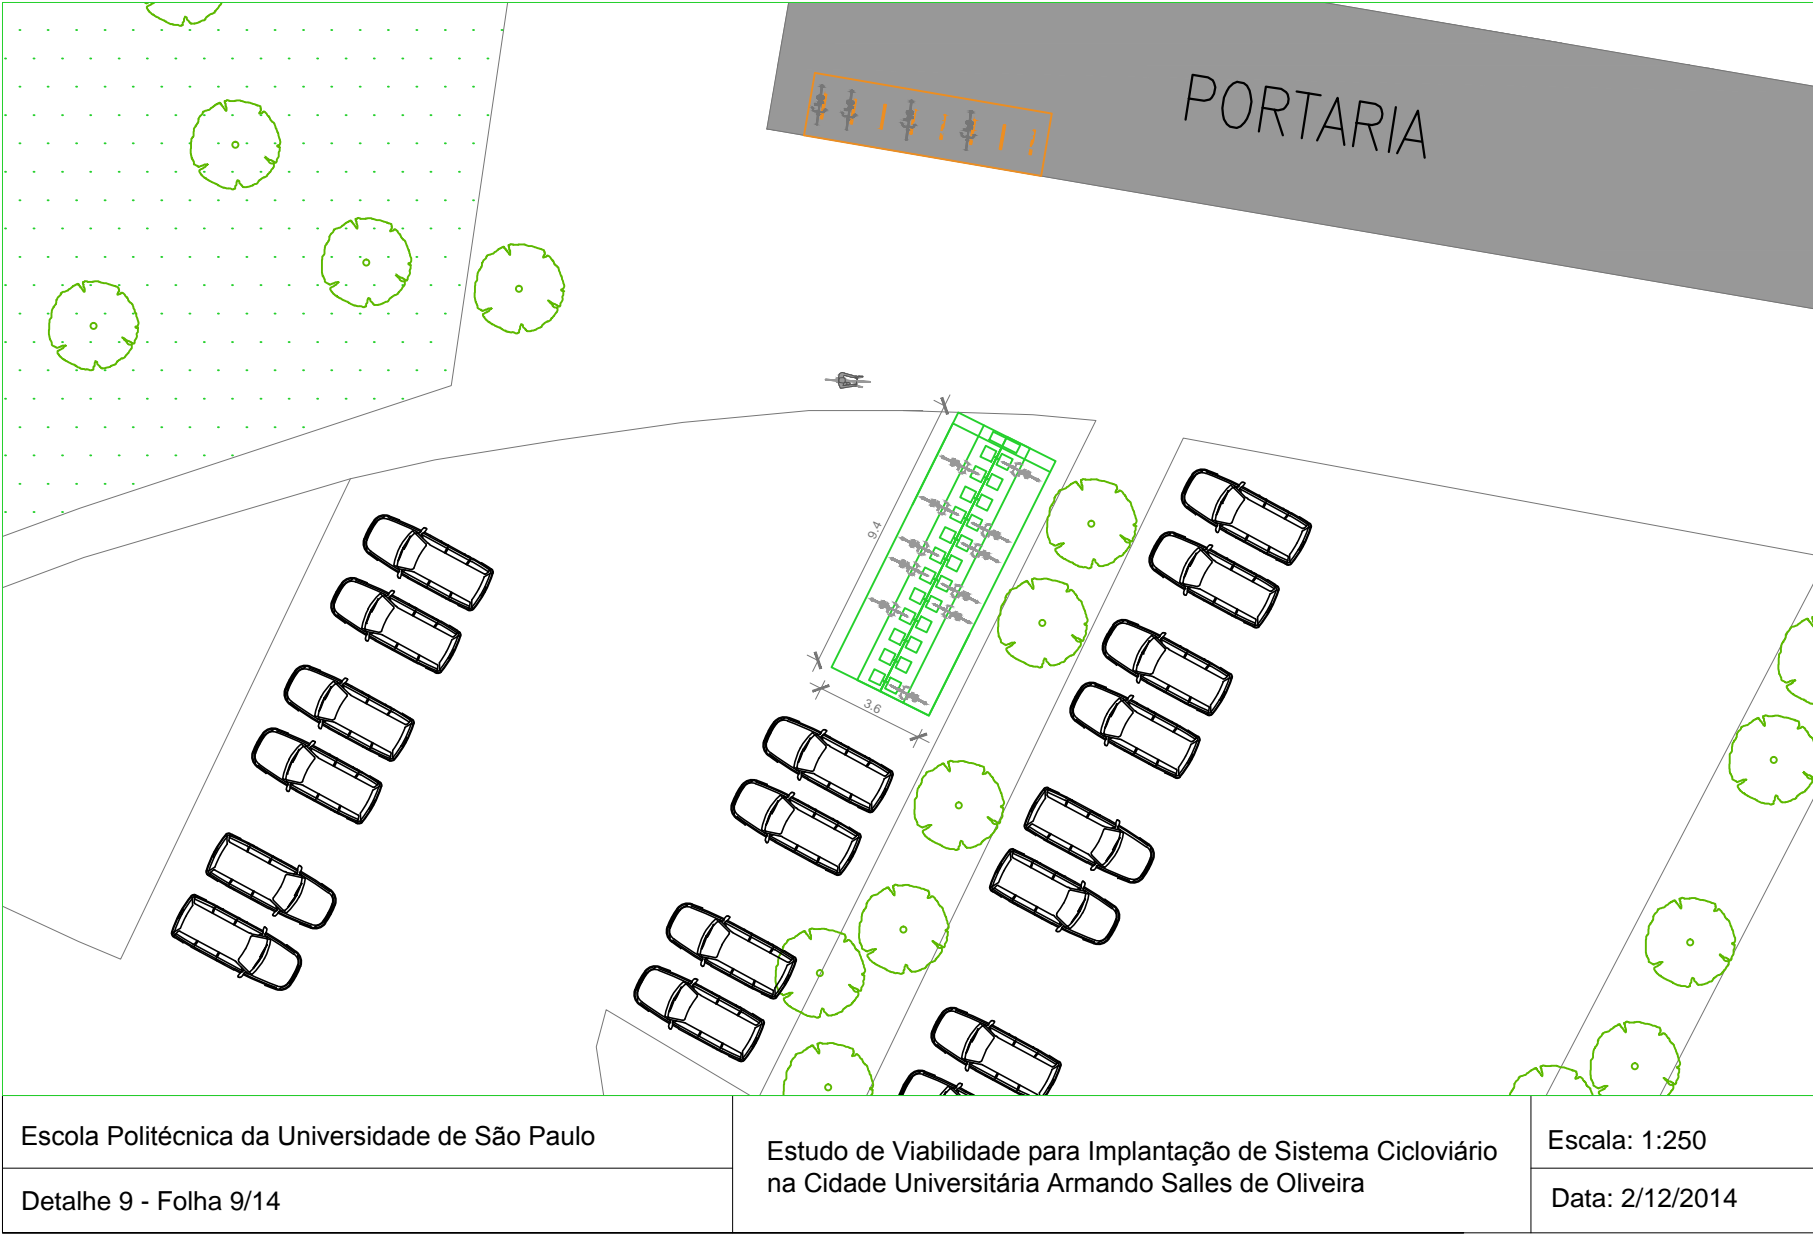 PORTARIA
9.4
3.6
Escola Politécnica da Universidade de São Paulo
Detalhe 9 - Folha 9/14
Estudo de Viabilidade para Implantação de Sistema Cicloviário
na Cidade Universitária Armando Salles de Oliveira
Escala: 1:250
Data: 2/12/2014